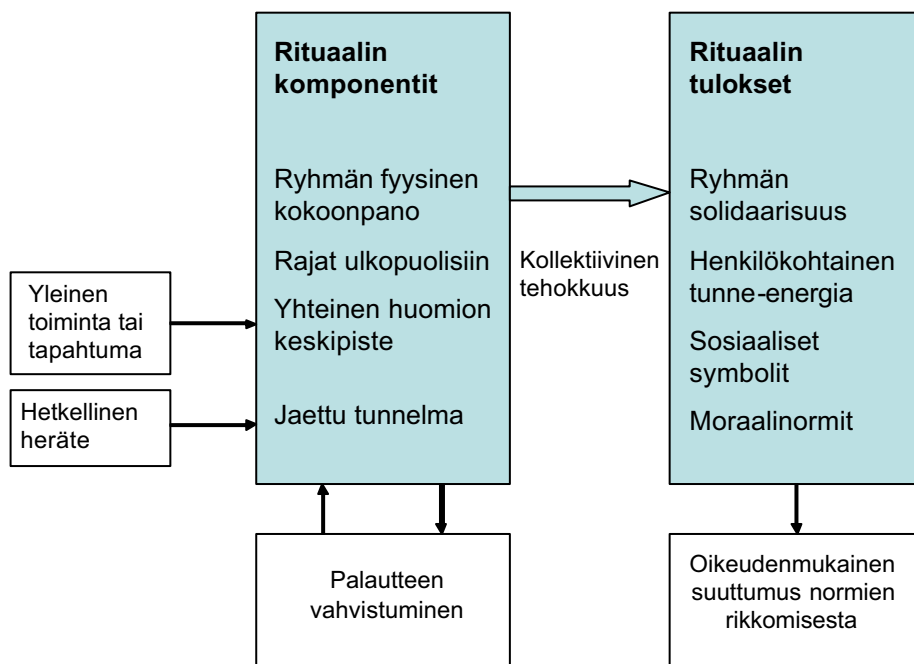 Rituaalin
komponentit
Ryhmän fyysinen
kokoonpano
Rajat ulkopuolisiin
Yhteinen huomion
keskipiste
Jaettu tunnelma
Yleinen
toiminta tai
tapahtuma
Hetkellinen
heräte
Kollektiivinen
tehokkuus
Rituaalin
tulokset
Ryhmän
solidaarisuus
Henkilökohtainen
tunne-energia
Sosiaaliset
symbolit
Moraalinormit
Palautteen
vahvistuminen
Oikeudenmukainen
suuttumus normien
rikkomisesta